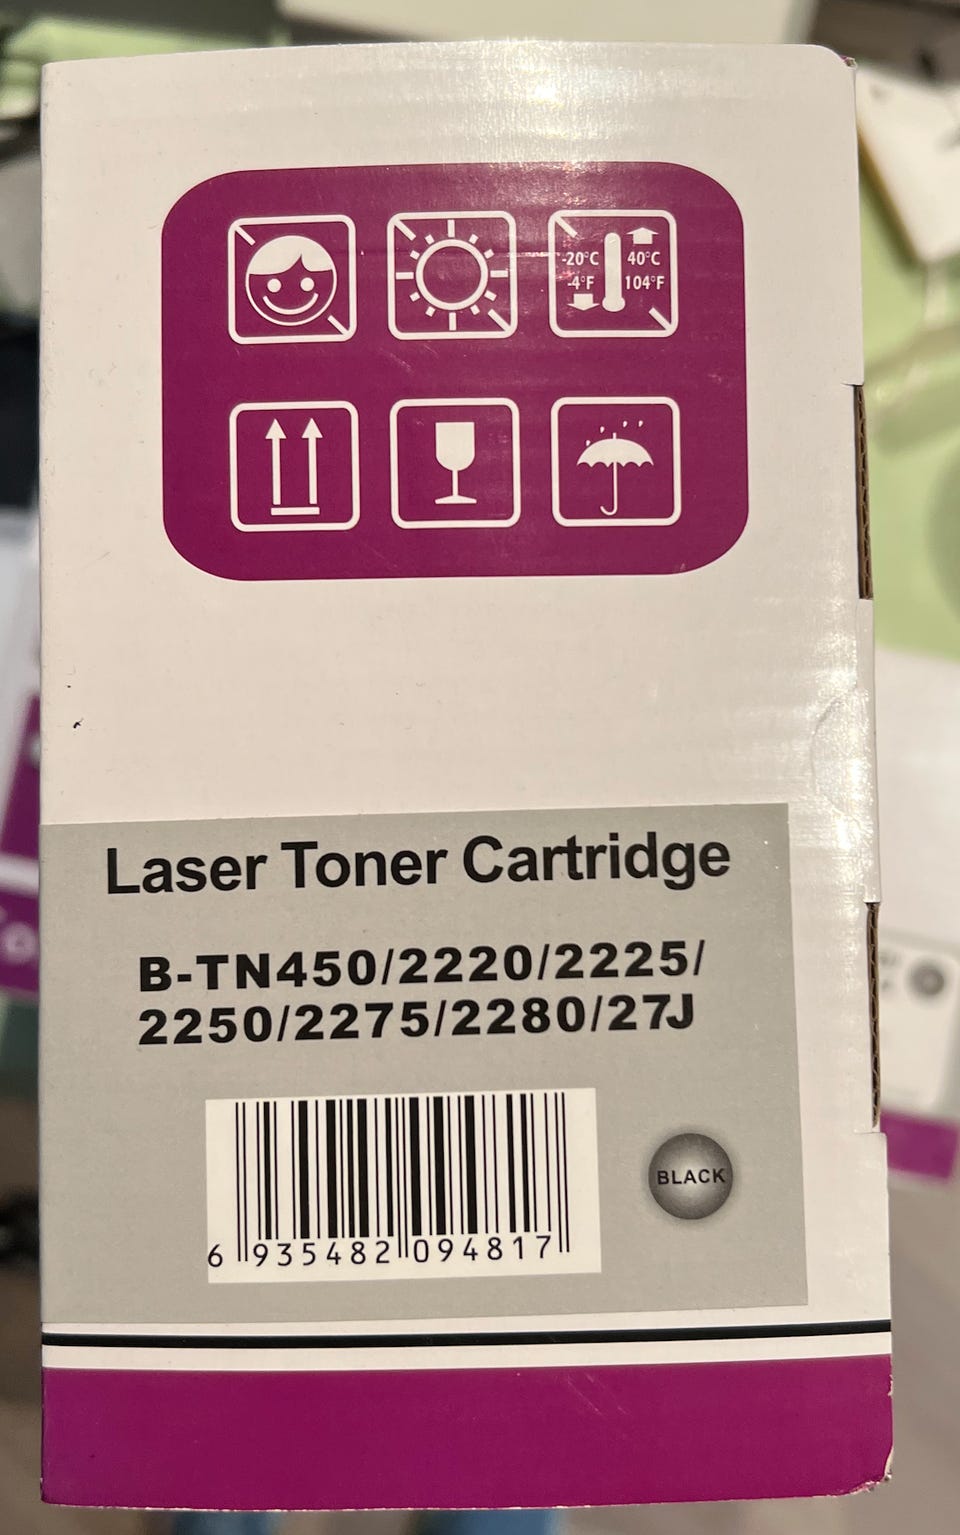 -20°C 40°C
-4°F 104°F
Laser Toner Cartridge
B-TN450/2220/2225/
2250/2275/2280/27J
BLACK
6 935482 094817